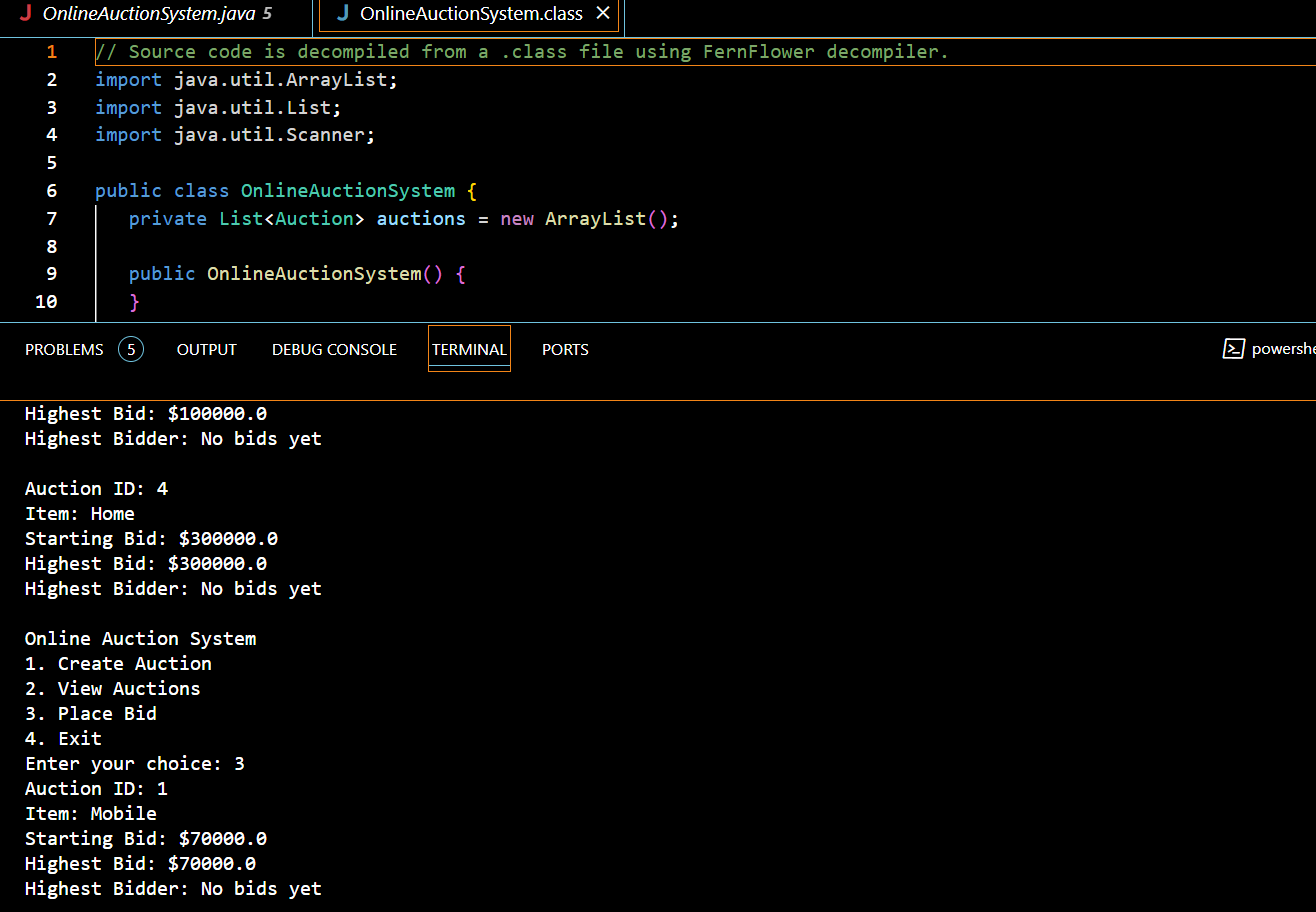 OnlineAuctionSystem.java 5 OnlineAuctionSystem.class
1 // Source code is decompiled from a .class file using FernFlower decompiler.
2 import java.util.ArrayList;
3 import java.util.List;
4 import java.util.Scanner;
5
6 public class OnlineAuctionSystem {
7 private List<Auction> auctions = new ArrayList();
8
9 public OnlineAuctionSystem() {
10 }
PROBLEMS 5 OUTPUT DEBUG CONSOLE TERMINAL PORTS powershe
Highest Bid: $100000.0
Highest Bidder: No bids yet
Auction ID: 4
Item: Home
Starting Bid: $300000.0
Highest Bid: $300000.0
Highest Bidder: No bids yet
Online Auction System
1. Create Auction
2. View Auctions
3. Place Bid
4. Exit
Enter your choice: 3
Auction ID: 1
Item: Mobile
Starting Bid: $70000.0
Highest Bid: $70000.0
Highest Bidder: No bids yet